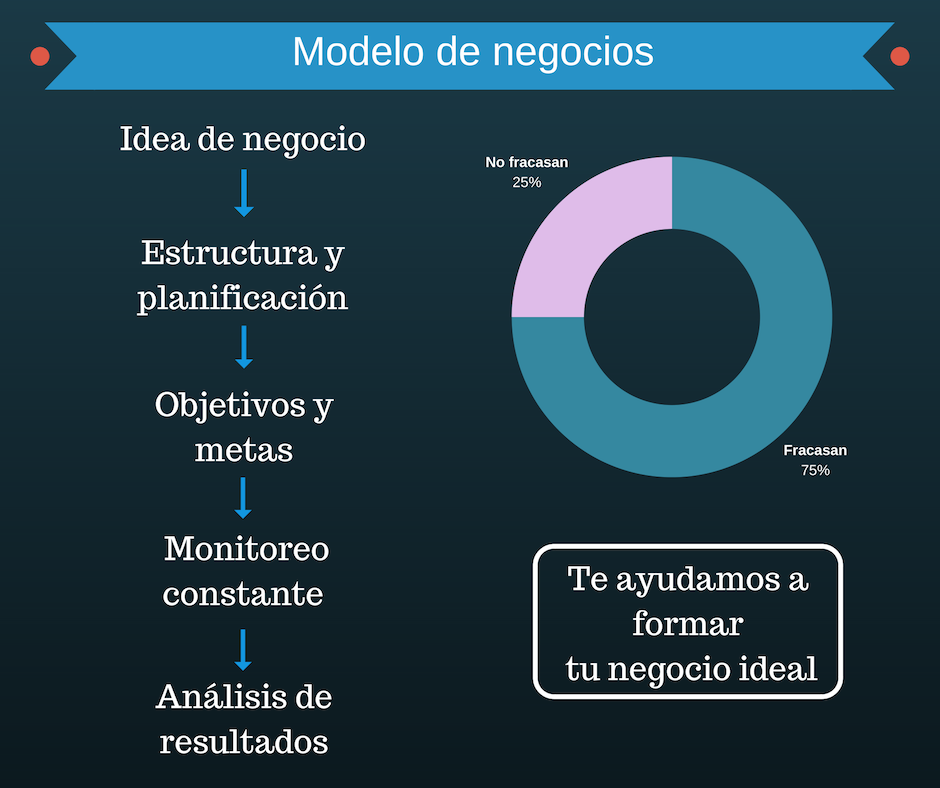 Modelo de negocios
Idea de negocio
Estructura y
planificación
Objetivos y
metas
Monitoreo
constante
Análisis de
resultados
No fracasan
25%
Fracasan
75%
Te ayudamos a
formar
tu negocio ideal